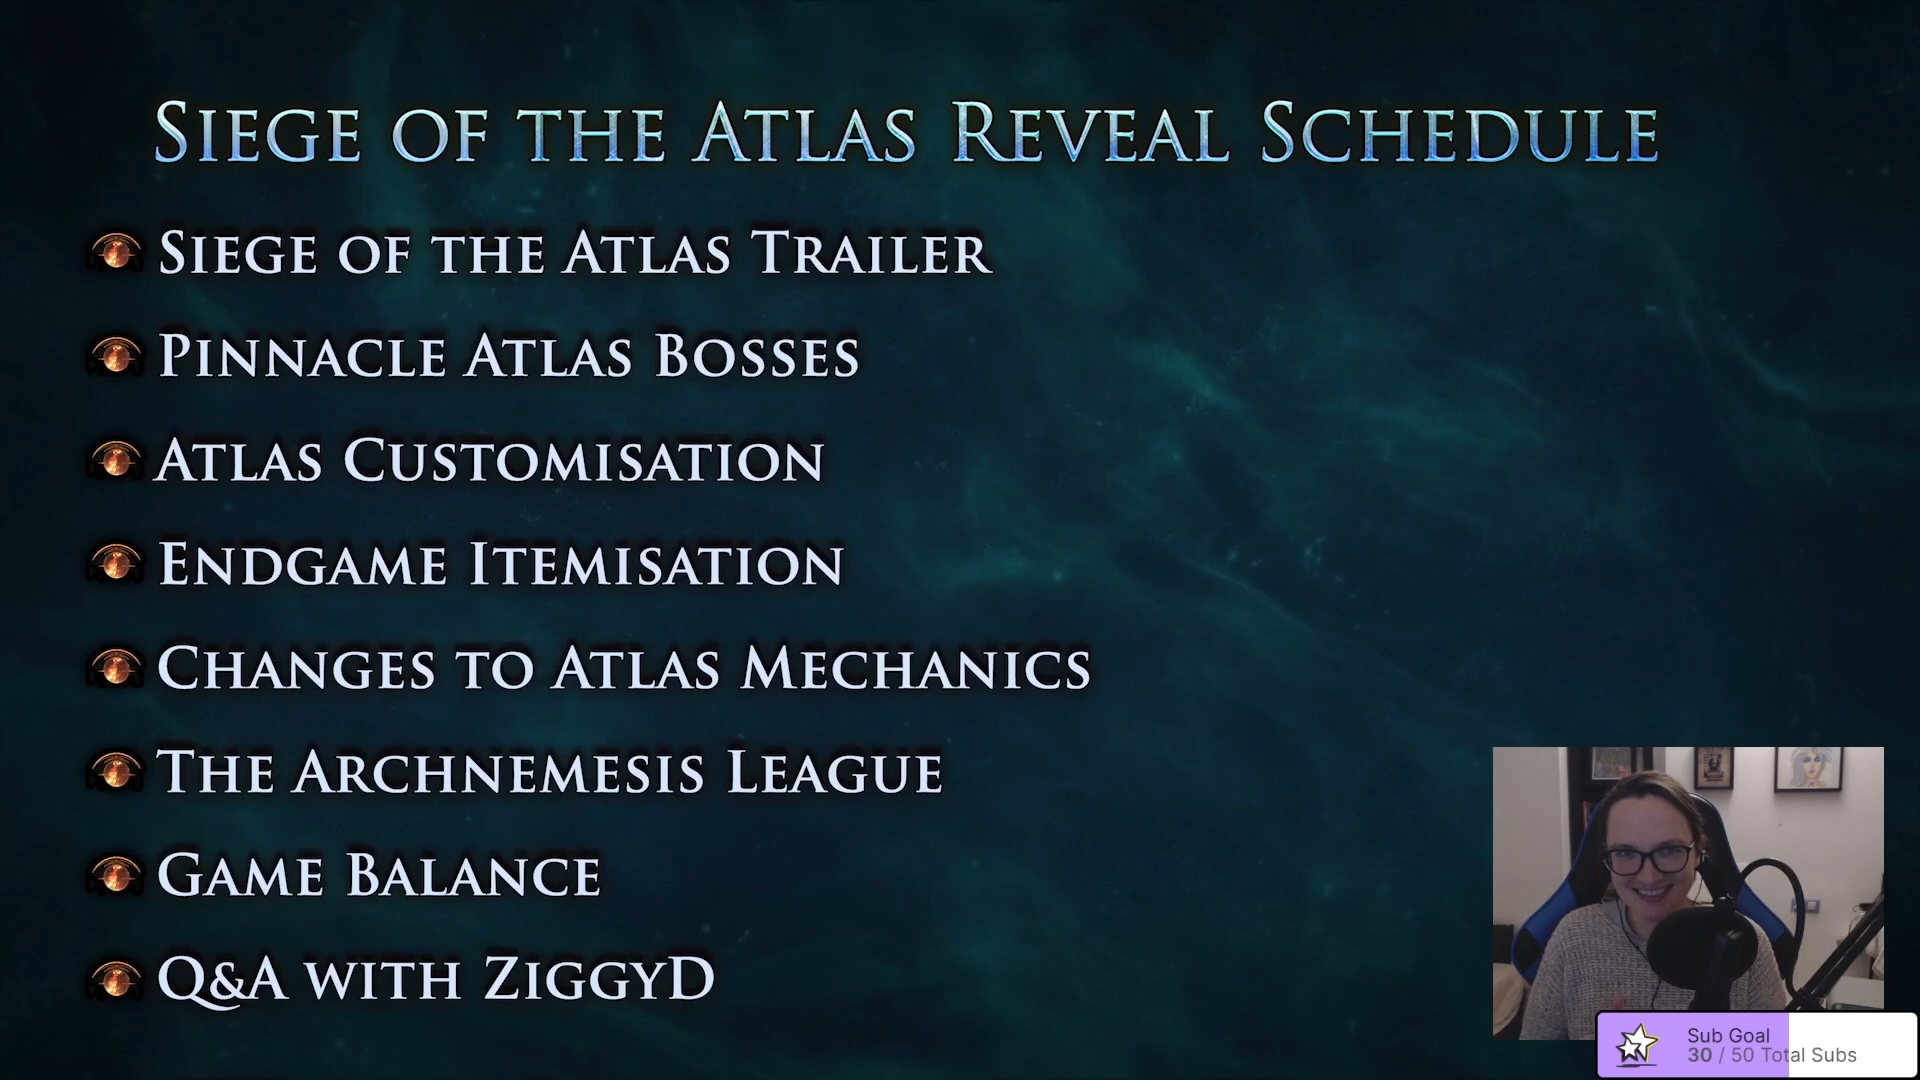 Siege of the Atlas Reveal Schedule
Siege of the Atlas Trailer
Pinnacle Atlas Bosses
Atlas Customisation
Endgame Itemisation
Changes to Atlas Mechanics
The Archnemesis League
Game Balance
Q&A with ZiggyD
Sub Goal
30 / 50 Total Subs